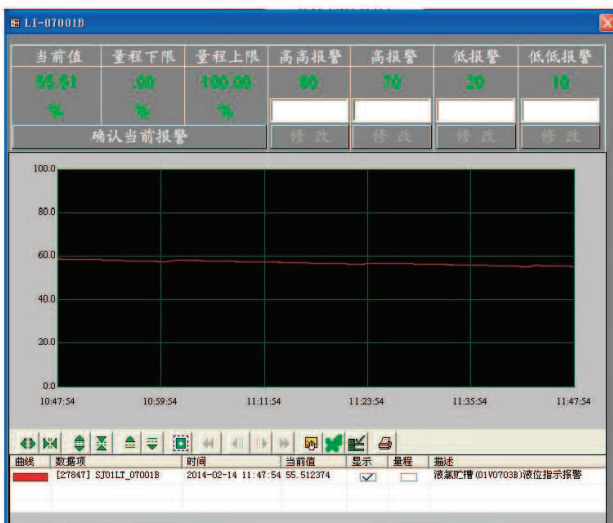 LI-07001B
当前值 量程下限 量程上限 高高报警 高报警 低报警 低低报警
55.51 .00 100.00 80 70 20 10
% % %
确认当前报警 修改 修改 修改 修改
100.0
80.0
60.0
40.0
20.0
0.0
10:47:54 10:59:54 11:11:54 11:23:54 11:35:54 11:47:54
曲线 数据项 时间 当前值 显示 量程 描述
[27847] SJ01LT_07001B 2014-02-14 11:47:54 55.512374 液氯贮槽(01V0703B)液位指示报警